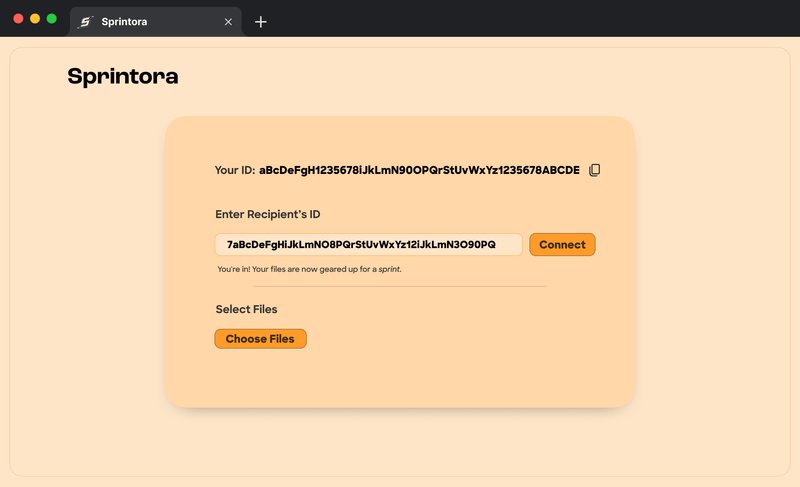 Sprintora
Sprintora
Your ID: aBcDeFgH1235678iJkLmN90OPQrStUvWxYz1235678ABCDE
Enter Recipient's ID
7aBcDeFgHiJkLmNO8PQrStUvWxYz12iJkLmN3O90PQ
Connect
You're in! Your files are now geared up for a sprint.
Select Files
Choose Files